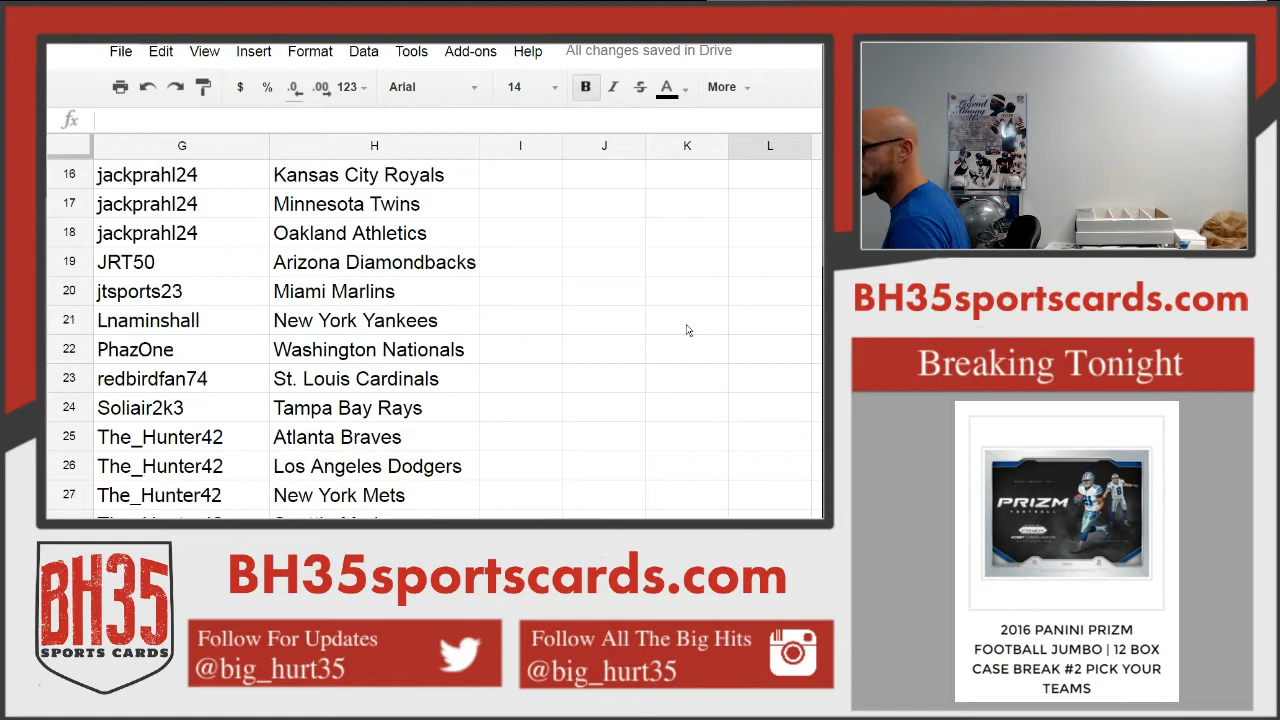 File Edit View Insert Format Data Tools Add-ons Help All changes saved in Drive
$ % .0 .00 123 Arial 14 B I S A More
fx
G H I J K L
16 jackprahl24 Kansas City Royals
17 jackprahl24 Minnesota Twins
18 jackprahl24 Oakland Athletics
19 JRT50 Arizona Diamondbacks
20 jtsports23 Miami Marlins
21 Lnaminshall New York Yankees
22 PhazOne Washington Nationals
23 redbirdfan74 St. Louis Cardinals
24 Soliair2k3 Tampa Bay Rays
25 The_Hunter42 Atlanta Braves
26 The_Hunter42 Los Angeles Dodgers
27 The_Hunter42 New York Mets
BH35sportscards.com
Breaking Tonight
PRIZM
FOOTBALL
PRIZM
2016 PANINI PRIZM
FOOTBALL JUMBO | 12 BOX
CASE BREAK #2 PICK YOUR
TEAMS
BH35
SPORTS CARDS
BH35sportscards.com
Follow For Updates
@big_hurt35
Follow All The Big Hits
@big_hurt35